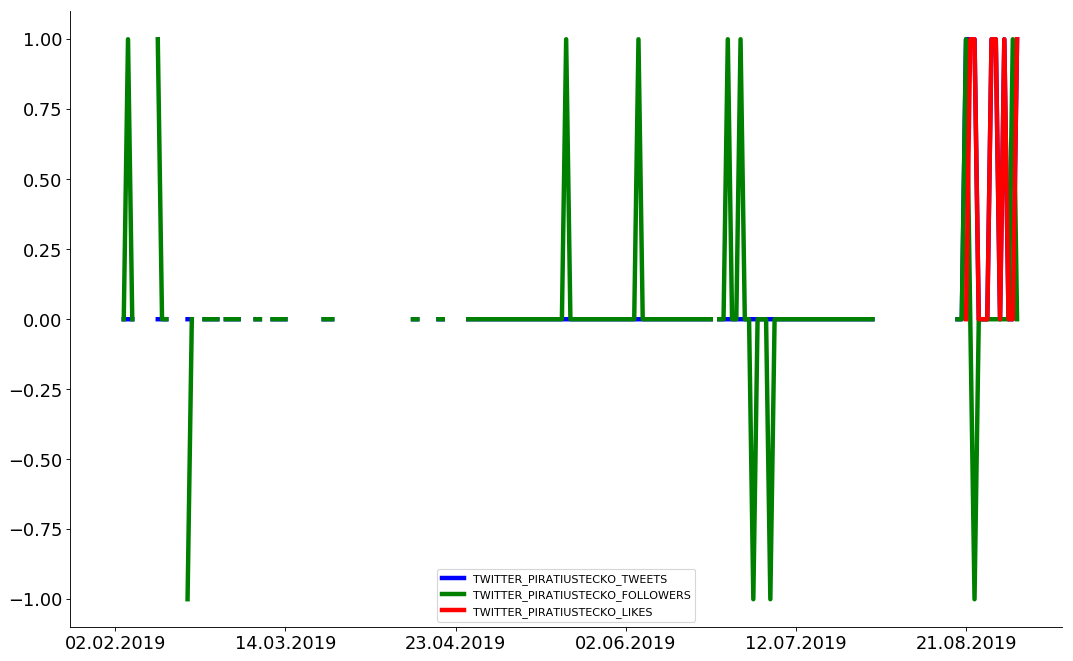 1.00
0.75
0.50
0.25
0.00
−0.25
−0.50
−0.75
−1.00
TWITTER_PIRATIUSTECKO_TWEETS
TWITTER_PIRATIUSTECKO_FOLLOWERS
TWITTER_PIRATIUSTECKO_LIKES
02.02.2019 14.03.2019 23.04.2019 02.06.2019 12.07.2019 21.08.2019